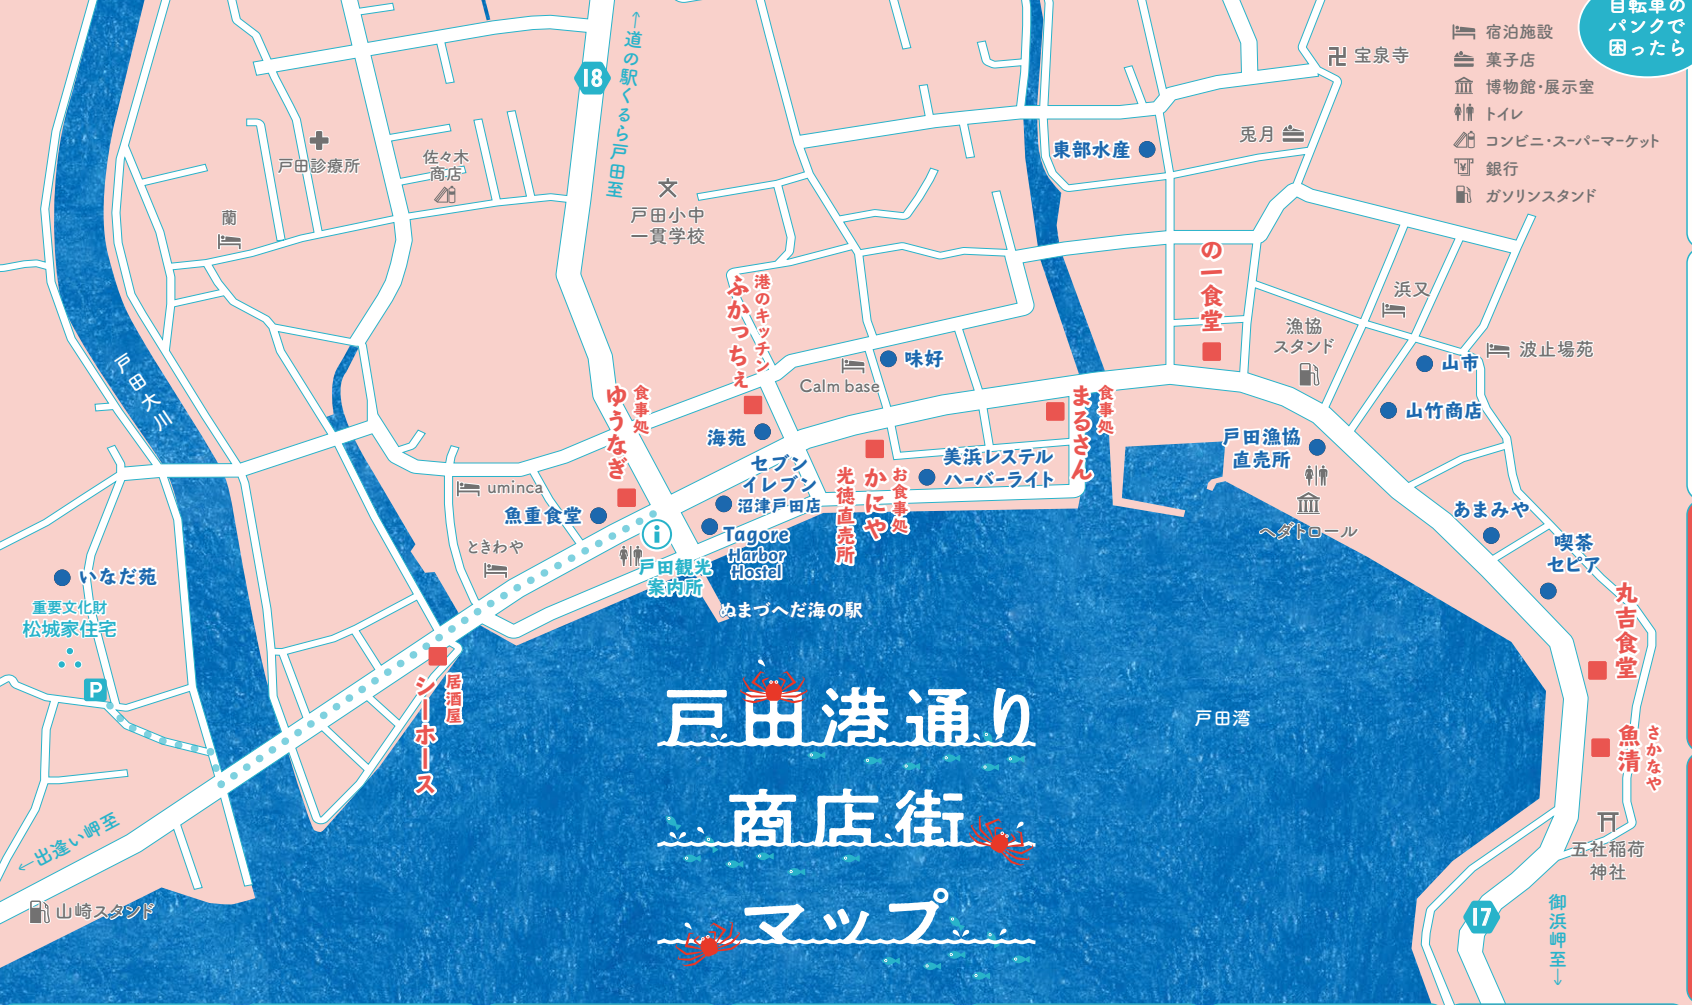 自転車の
パンクで
困ったら
宿泊施設
菓子店
博物館・展示室
トイレ
コンビニ・スーパーマーケット
銀行
ガソリンスタンド
↑道の駅くるら戸田至
18
宝泉寺
兎月
東部水産
戸田診療所
佐々木
商店
蘭
文
戸田小中
一貫学校
の一食堂
港のキッチン
ふかっちぇ
浜又
漁協
スタンド
波止場苑
山市
山竹商店
味好
Calm base
戸田大川
食事処
ゆうなぎ
食事処
まるさん
海苑
戸田漁協
直売所
セブン
イレブン
沼津戸田店
美浜レステル
ハーバーライト
お食事処
かにや
光徳直売所
uminca
魚重食堂
ときわや
Tagore
Harbor
Hostel
戸田観光
案内所
ぬまづへだ海の駅
ヘダトロール
あまみや
喫茶
セピア
いなだ苑
重要文化財
松城家住宅
P
丸吉食堂
居酒屋
シーホース
さかなや
魚清
戸田湾
戸田港通り
商店街
マップ
←出逢い岬至
山崎スタンド
五社稲荷
神社
17
御浜岬至→